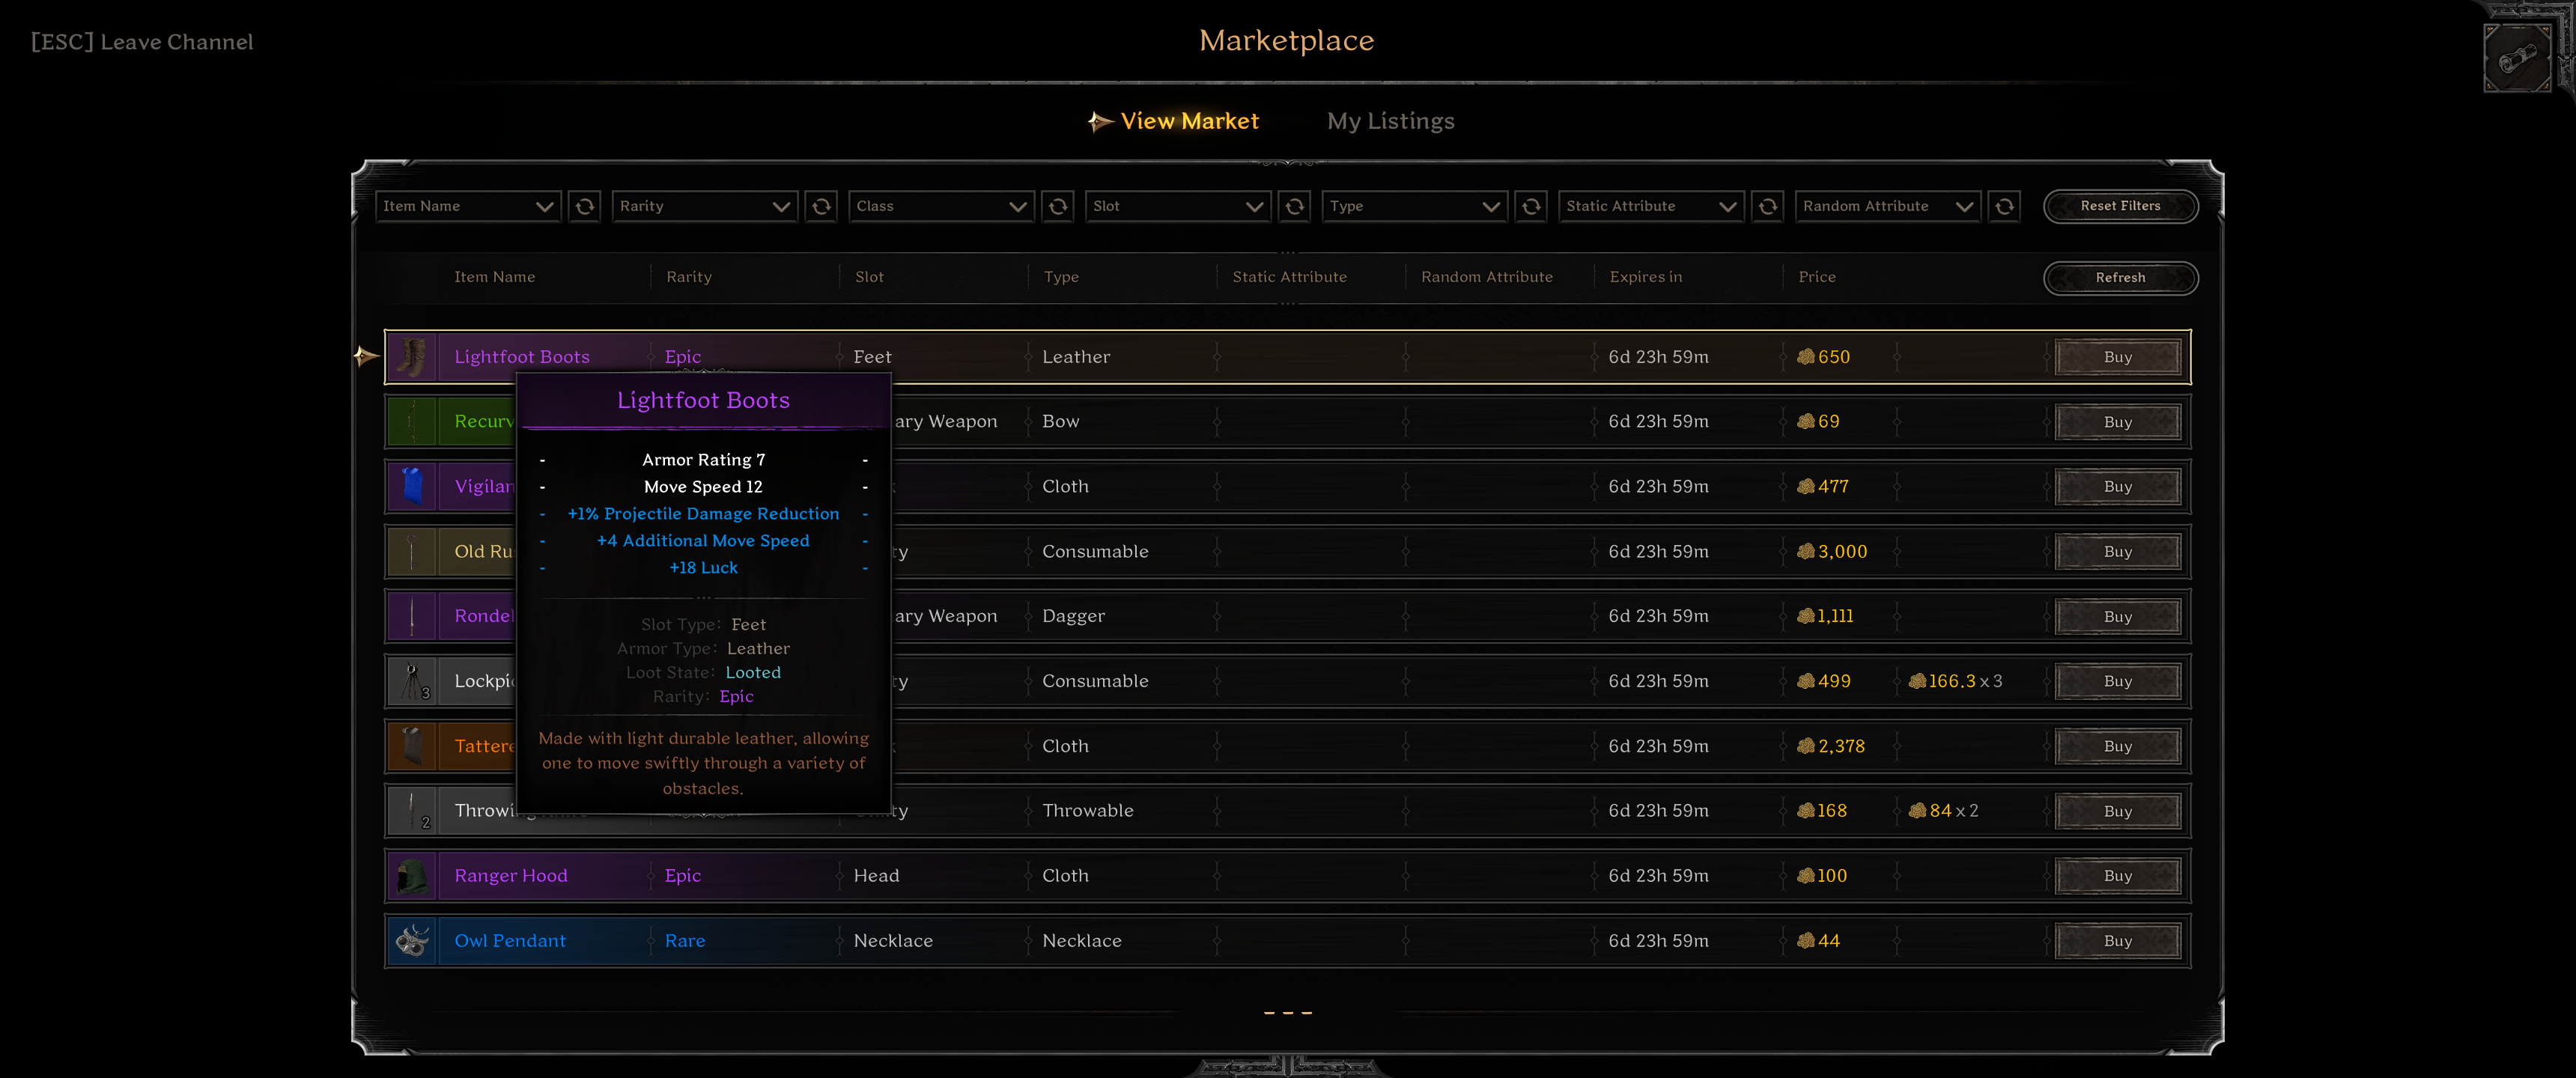 [ESC] Leave Channel
Marketplace
View Market
My Listings
Item Name
Rarity
Class
Slot
Type
Static Attribute
Random Attribute
Reset Filters
Item Name Rarity Slot Type Static Attribute Random Attribute Expires in Price
Refresh
Lightfoot Boots Epic Feet Leather 6d 23h 59m 650 Buy
Recurv ary Weapon Bow 6d 23h 59m 69 Buy
Vigilan Cloth 6d 23h 59m 477 Buy
Old Ru ty Consumable 6d 23h 59m 3,000 Buy
Rondel ary Weapon Dagger 6d 23h 59m 1,111 Buy
3 Lockpi ty Consumable 6d 23h 59m 499 166.3 x 3 Buy
Tattere Cloth 6d 23h 59m 2,378 Buy
2 Throwi ty Throwable 6d 23h 59m 168 84 x 2 Buy
Ranger Hood Epic Head Cloth 6d 23h 59m 100 Buy
Owl Pendant Rare Necklace Necklace 6d 23h 59m 44 Buy
Lightfoot Boots
- Armor Rating 7 -
- Move Speed 12 -
- +1% Projectile Damage Reduction -
- +4 Additional Move Speed -
- +18 Luck -
Slot Type: Feet
Armor Type: Leather
Loot State: Looted
Rarity: Epic
Made with light durable leather, allowing
one to move swiftly through a variety of
obstacles.